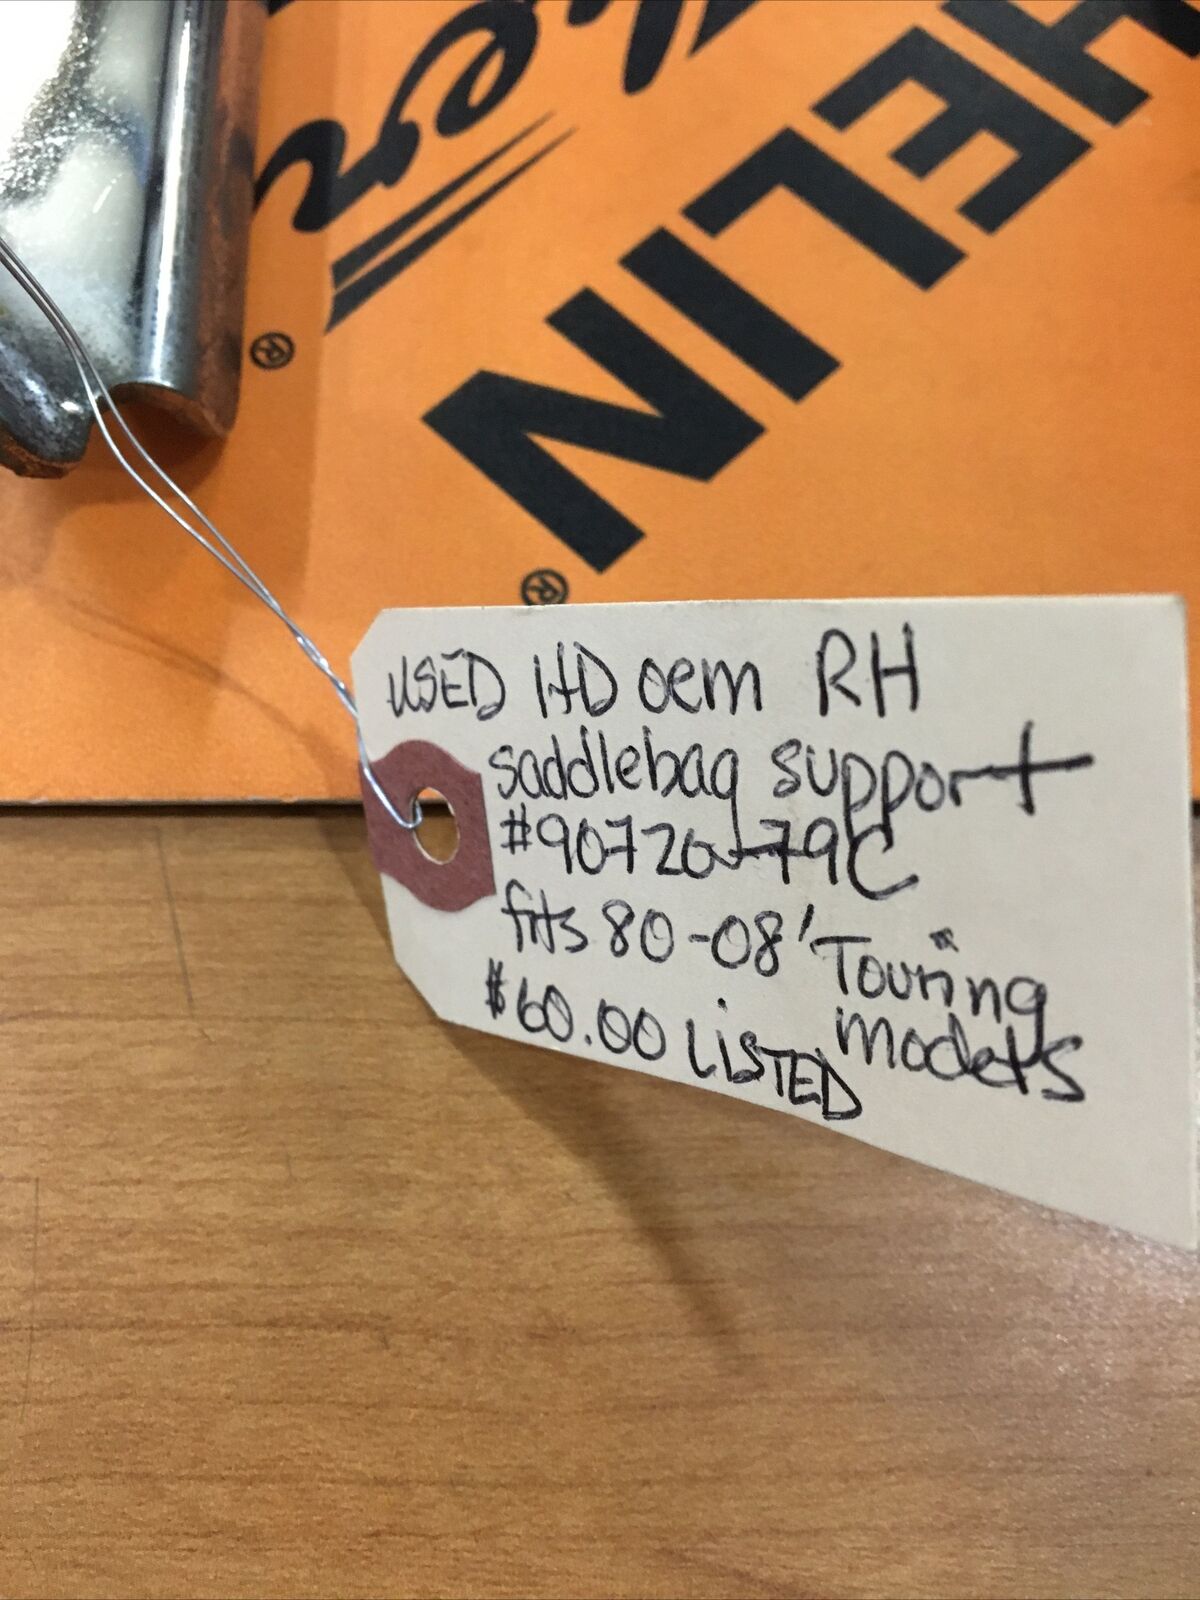 HELIN
®
®
USED HD oem RH
saddlebag support
#90720-79C
fits 80-08' Touring
models
$60.00 LISTED